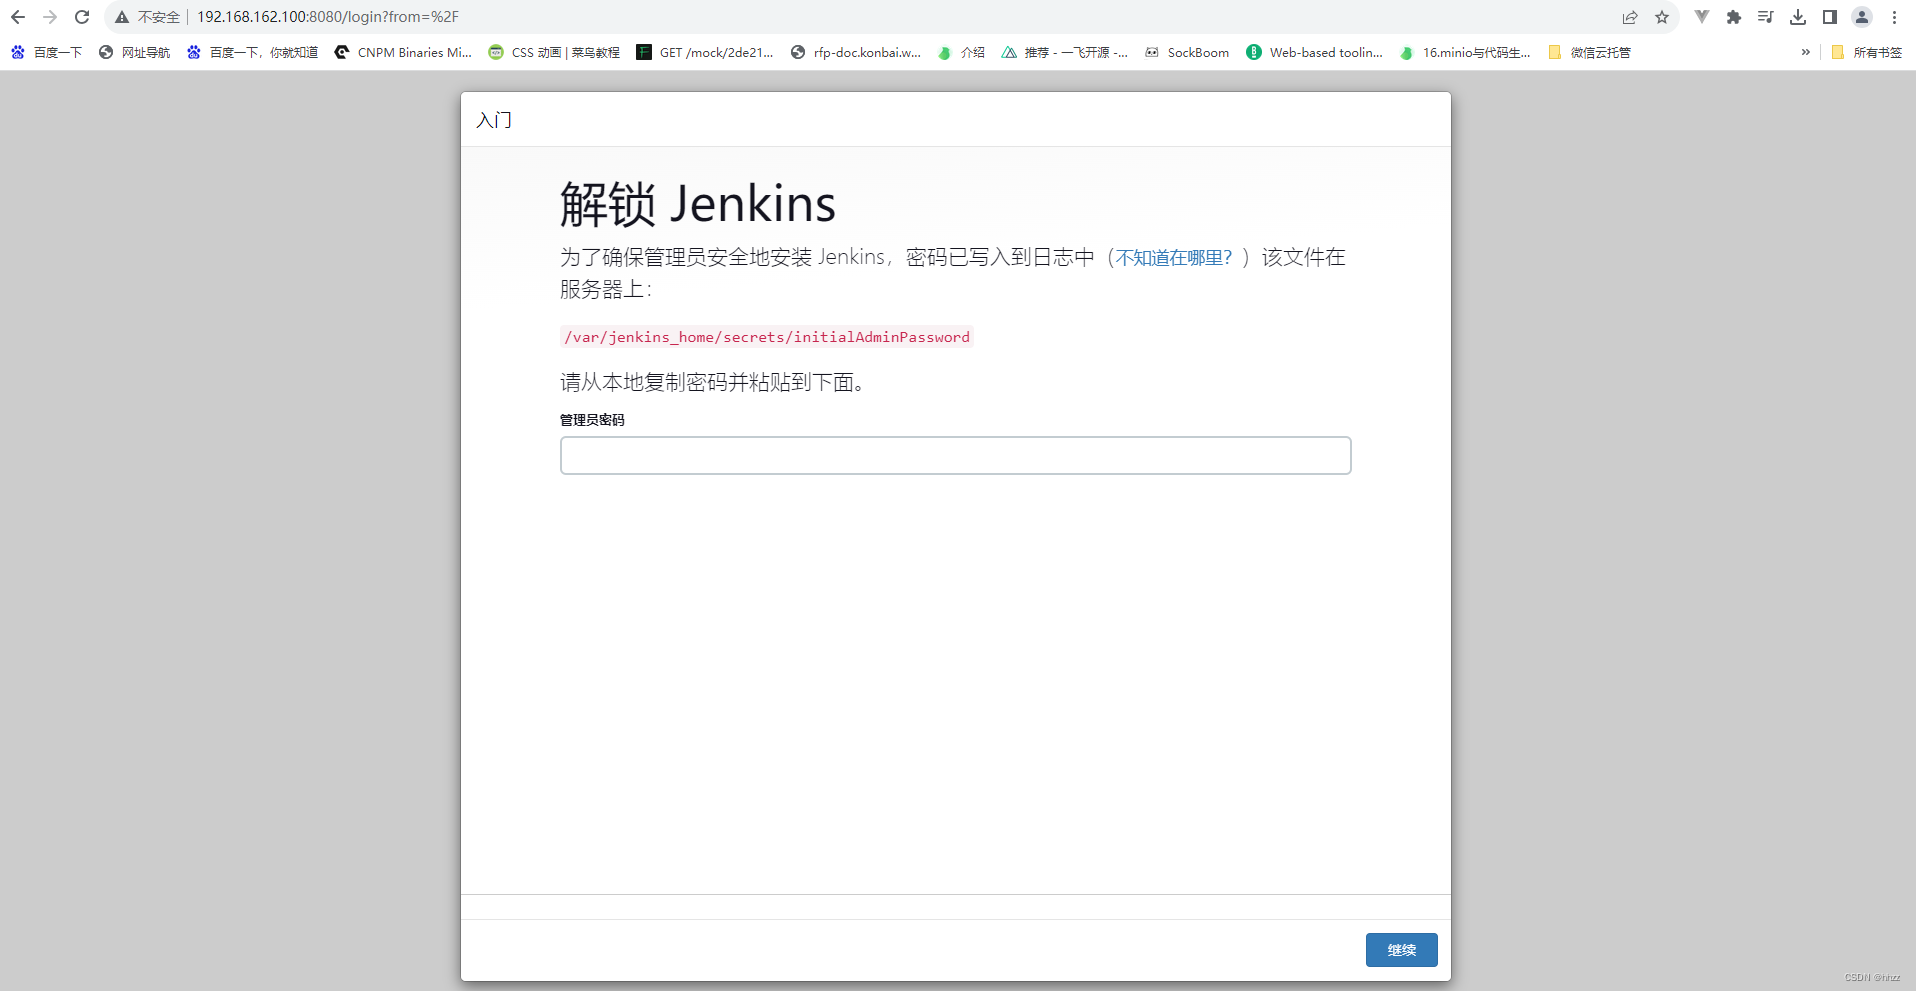 不安全 192.168.162.100:8080/login?from=%2F
百度一下 网址导航 百度一下，你就知道 CNPM Binaries Mi... CSS 动画 | 菜鸟教程 GET /mock/2de21... rfp-doc.konbai.w... 介绍 推荐 - 一飞开源 -... SockBoom Web-based toolin... 16.minio与代码生... 微信云托管 » 所有书签
入门
解锁 Jenkins
为了确保管理员安全地安装 Jenkins，密码已写入到日志中（不知道在哪里？）该文件在
服务器上：
/var/jenkins_home/secrets/initialAdminPassword
请从本地复制密码并粘贴到下面。
管理员密码
继续
CSDN @hhzz